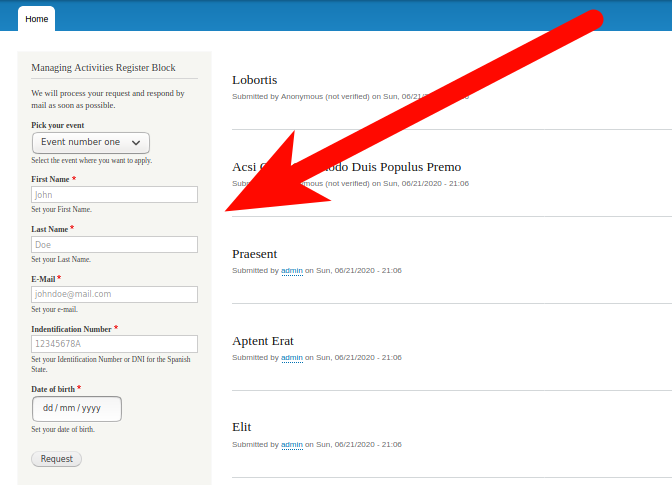 Home
Managing Activities Register Block
We will process your request and respond by
mail as soon as possible.
Pick your event
Event number one
Select the event where you want to apply.
First Name *
John
Set your First Name.
Last Name *
Doe
Set your Last Name.
E-Mail *
johndoe@mail.com
Set your e-mail.
Indentification Number *
12345678A
Set your Identification Number or DNI for the Spanish
State.
Date of birth *
dd / mm / yyyy
Set your date of birth.
Request
Lobortis
Submitted by Anonymous (not verified) on Sun, 06/21/
Acsi Duis Populus Premo
(not verified) on Sun, 06/21/2020 - 21:06
Praesent
Submitted by admin on Sun, 06/21/2020 - 21:06
Aptent Erat
Submitted by admin on Sun, 06/21/2020 - 21:06
Elit
Submitted by admin on Sun, 06/21/2020 - 21:06